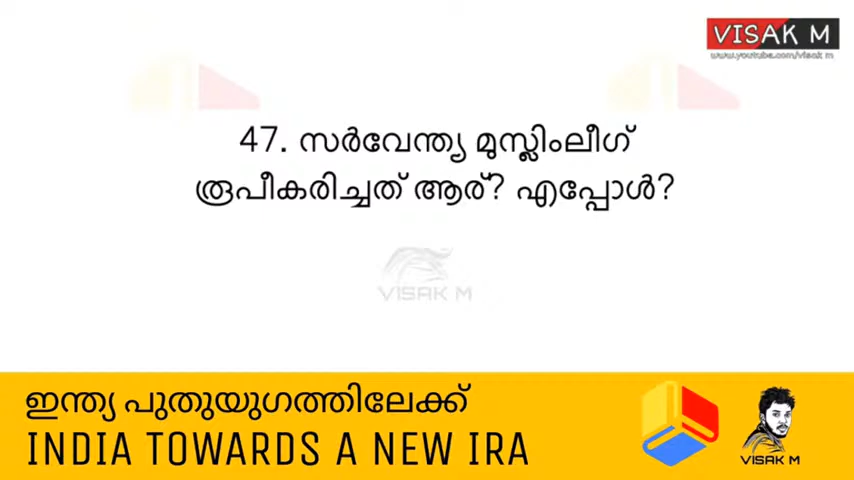 VISAK M
www.youtube.com/visak m
47. സർവേന്ത്യ മുസ്ലിംലീഗ്
രൂപീകരിച്ചത് ആര്? എപ്പോൾ?
VISAK M
ഇന്ത്യ പുതുയുഗത്തിലേക്ക്
INDIA TOWARDS A NEW IRA
VISAK M